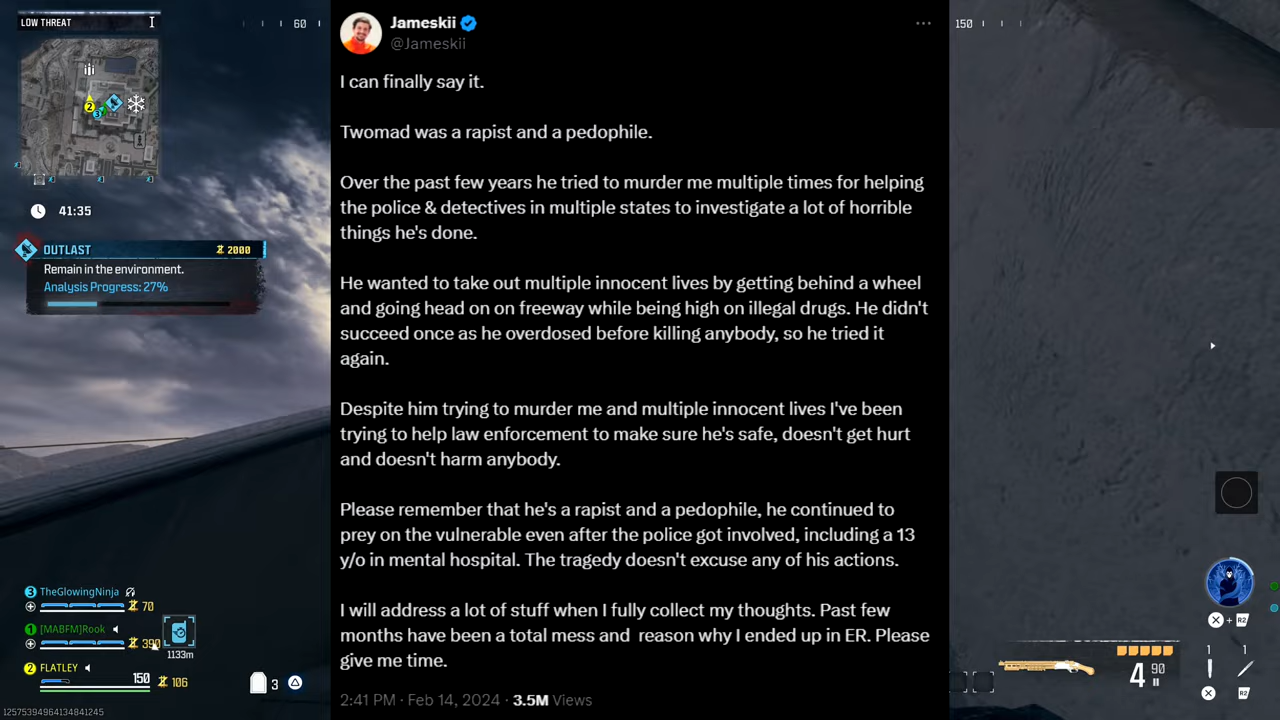 LOW THREAT
I
60
150
41:35
OUTLAST
2000
Remain in the environment.
Analysis Progress: 27%
Jameskii
@Jameskii
I can finally say it.
Twomad was a rapist and a pedophile.
Over the past few years he tried to murder me multiple times for helping
the police & detectives in multiple states to investigate a lot of horrible
things he's done.
He wanted to take out multiple innocent lives by getting behind a wheel
and going head on on freeway while being high on illegal drugs. He didn't
succeed once as he overdosed before killing anybody, so he tried it
again.
Despite him trying to murder me and multiple innocent lives I've been
trying to help law enforcement to make sure he's safe, doesn't get hurt
and doesn't harm anybody.
Please remember that he's a rapist and a pedophile, he continued to
prey on the vulnerable even after the police got involved, including a 13
y/o in mental hospital. The tragedy doesn't excuse any of his actions.
I will address a lot of stuff when I fully collect my thoughts. Past few
months have been a total mess and reason why I ended up in ER. Please
give me time.
2:41 PM · Feb 14, 2024 · 3.5M Views
3 TheGlowingNinja
70
1 [MABFM]Rook
390
1133m
2 FLATLEY
150
106
3
12575394964134841245
X + R2
4 90
1 1
X R2